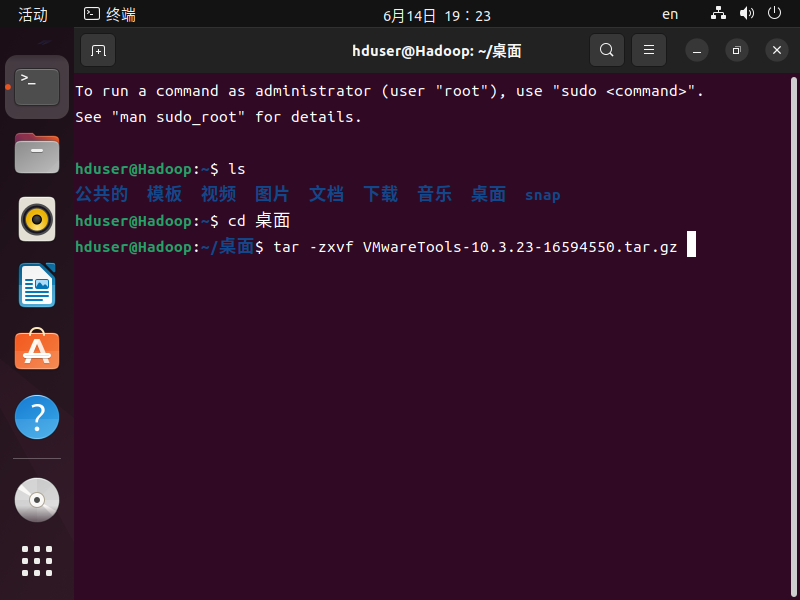 活动 终端 6月14日 19：23 en
hduser@Hadoop: ~/桌面
To run a command as administrator (user "root"), use "sudo <command>".
See "man sudo_root" for details.
hduser@Hadoop:~$ ls
公共的 模板 视频 图片 文档 下载 音乐 桌面 snap
hduser@Hadoop:~$ cd 桌面
hduser@Hadoop:~/桌面$ tar -zxvf VMwareTools-10.3.23-16594550.tar.gz